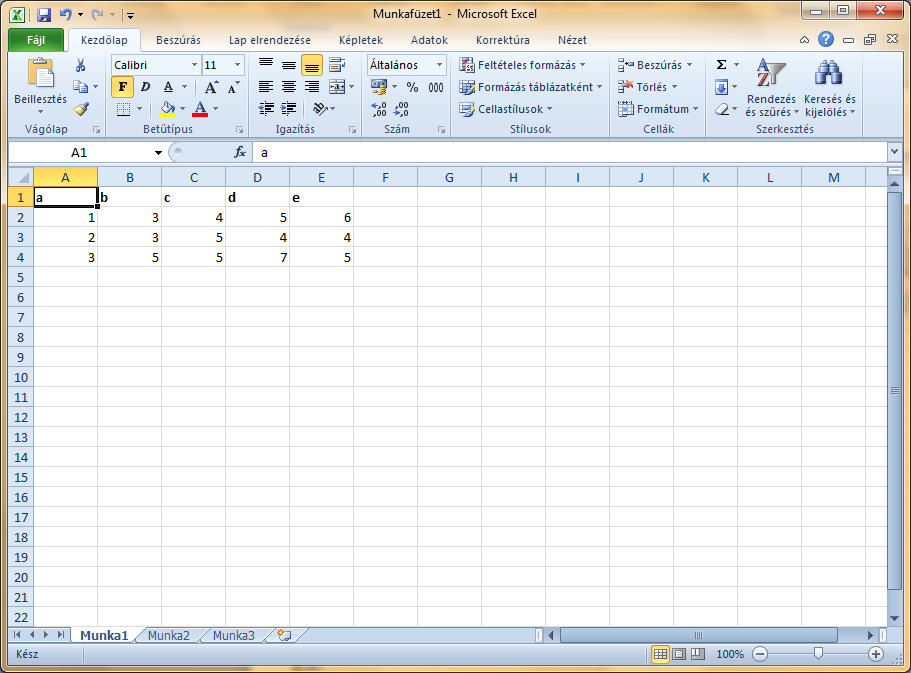 Munkafüzet1 - Microsoft Excel
Fájl Kezdőlap Beszúrás Lap elrendezése Képletek Adatok Korrektúra Nézet
Beillesztés
Vágólap
Calibri 11
F D A
Betűtípus
Igazítás
Általános
% 000
Szám
Feltételes formázás
Formázás táblázatként
Cellastílusok
Stílusok
Beszúrás
Törlés
Formátum
Cellák
Σ
Rendezés és szűrés
Keresés és kijelölés
Szerkesztés
A1 fx a
A B C D E F G H I J K L M
1 a b c d e
2 1 3 4 5 6
3 2 3 5 4 4
4 3 5 5 7 5
5
6
7
8
9
10
11
12
13
14
15
16
17
18
19
20
21
22
Munka1 Munka2 Munka3
Kész 100%